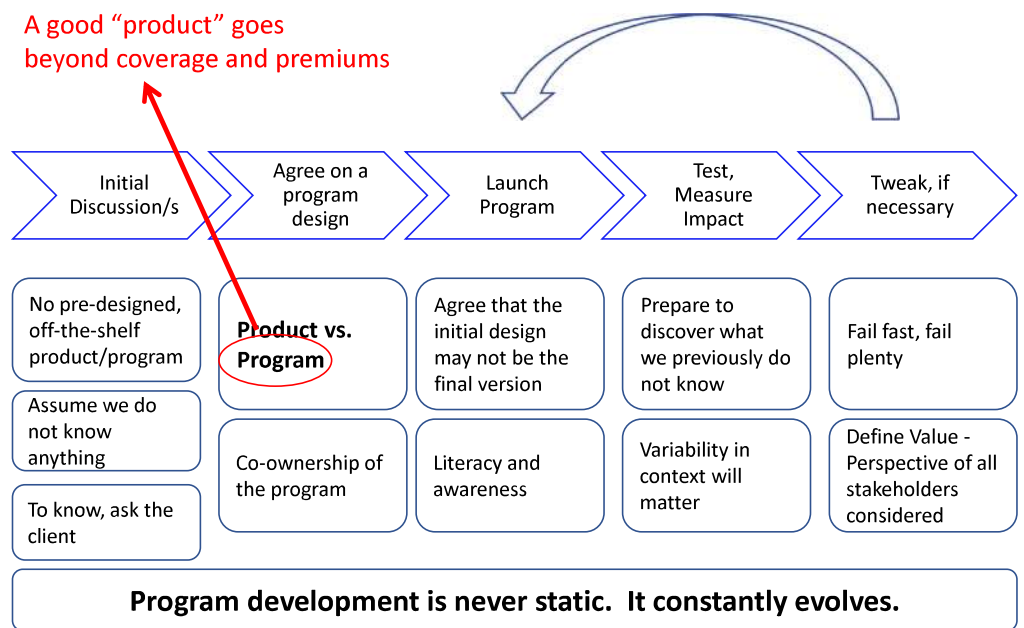 A good “product” goes
beyond coverage and premiums
Initial
Discussion/s
Agree on a
program
design
Launch
Program
Test,
Measure
Impact
Tweak, if
necessary
No pre-designed,
off-the-shelf
product/program
Assume we do
not know
anything
To know, ask the
client
Product vs.
Program
Co-ownership of
the program
Agree that the
initial design
may not be the
final version
Literacy and
awareness
Prepare to
discover what
we previously do
not know
Variability in
context will
matter
Fail fast, fail
plenty
Define Value -
Perspective of all
stakeholders
considered
Program development is never static.  It constantly evolves.